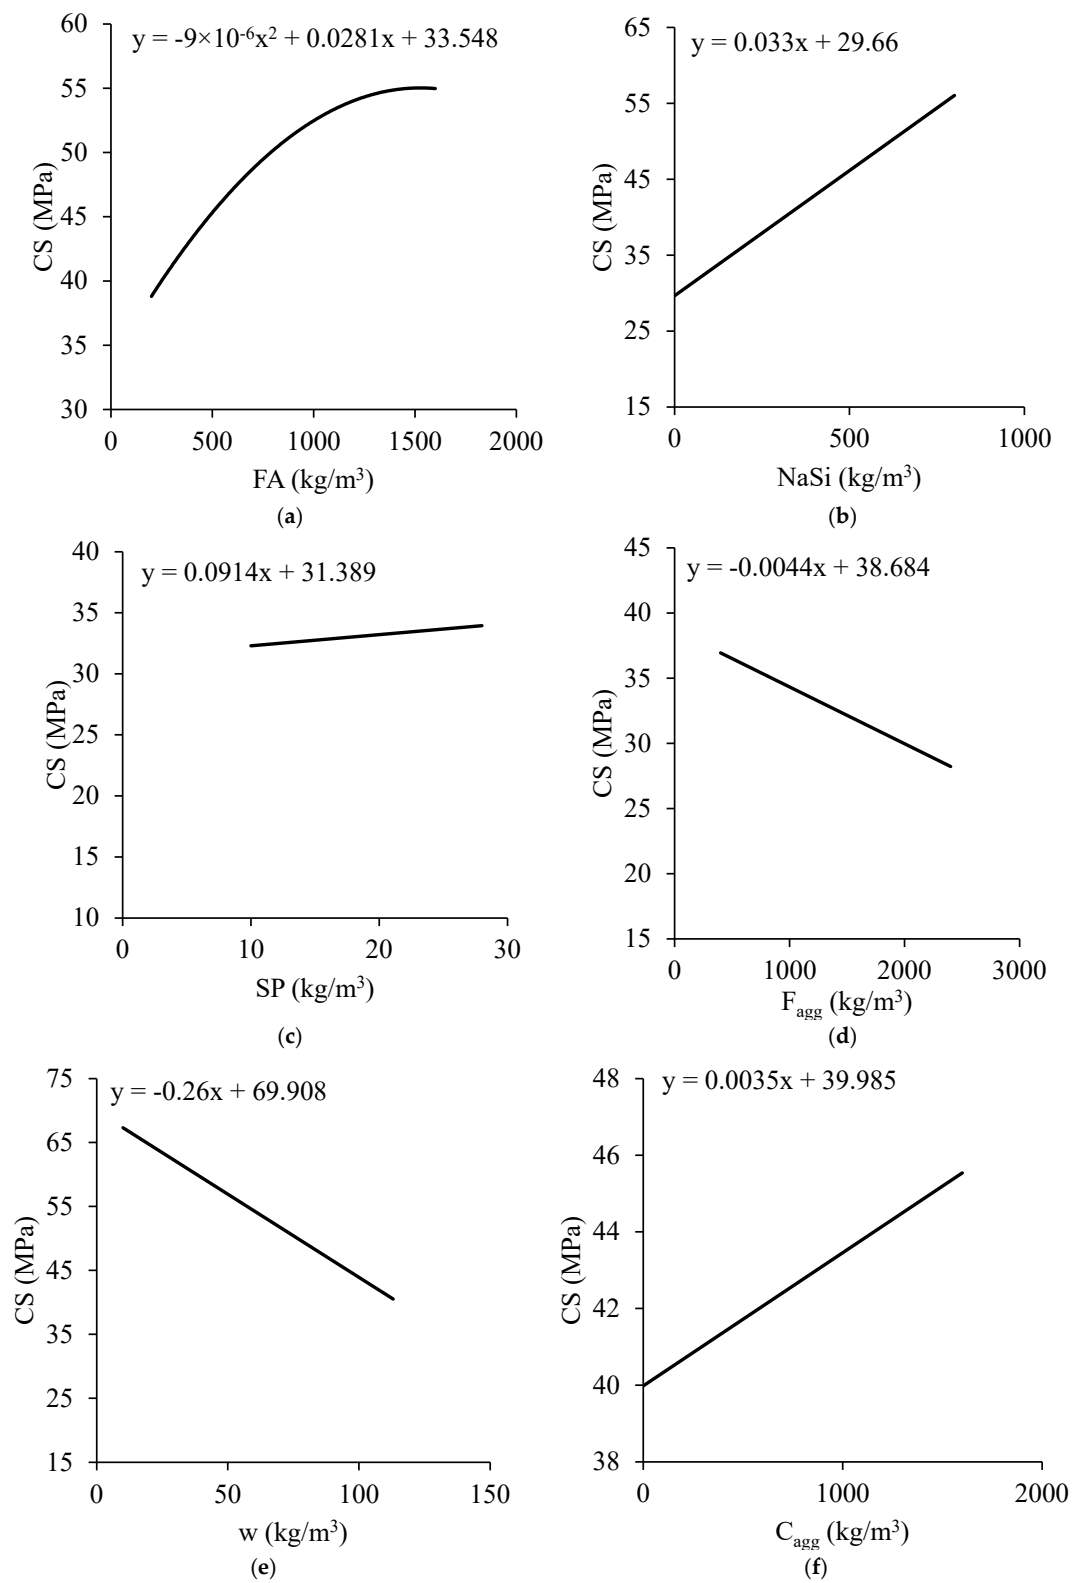 y = -9×10⁻⁶x² + 0.0281x + 33.548
60
55
50
45
40
35
30
CS (MPa)
0 500 1000 1500 2000
FA (kg/m³)
(a)
y = 0.033x + 29.66
65
55
45
35
25
15
CS (MPa)
0 500 1000
NaSi (kg/m³)
(b)
y = 0.0914x + 31.389
40
35
30
25
20
15
10
CS (MPa)
0 10 20 30
SP (kg/m³)
(c)
y = -0.0044x + 38.684
45
40
35
30
25
20
15
CS (MPa)
0 1000 2000 3000
Fagg (kg/m³)
(d)
y = -0.26x + 69.908
75
65
55
45
35
25
15
CS (MPa)
0 50 100 150
w (kg/m³)
(e)
y = 0.0035x + 39.985
48
46
44
42
40
38
CS (MPa)
0 1000 2000
Cagg (kg/m³)
(f)